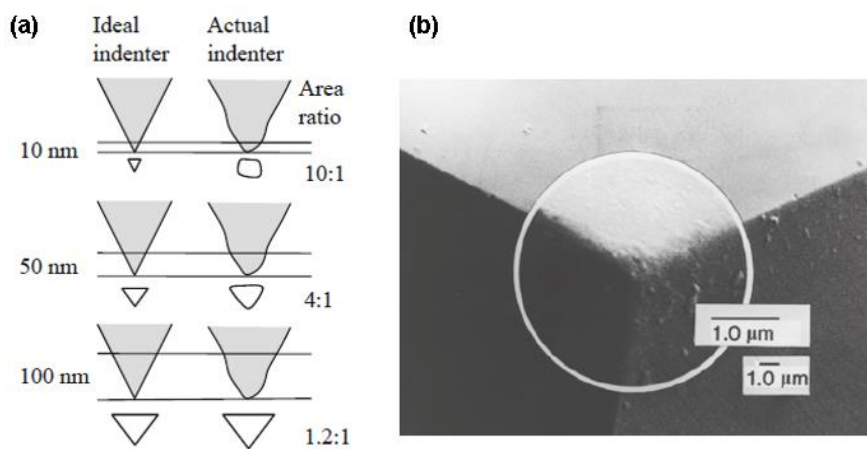 (a)
Ideal
indenter
Actual
indenter
Area
ratio
10 nm
10:1
50 nm
4:1
100 nm
1.2:1
(b)
1.0 μm
1.0 μm